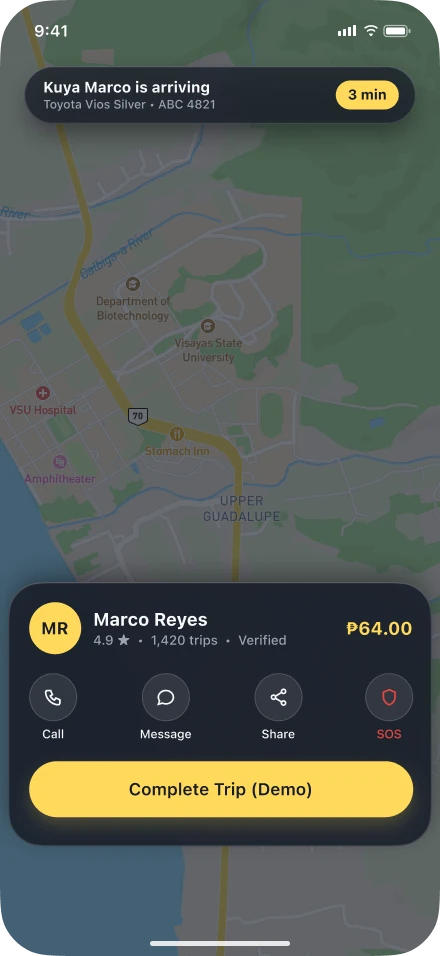 9:41
Kuya Marco is arriving
Toyota Vios Silver • ABC 4821
3 min
River
Calbiga-a River
Department of
Biotechnology
Visayas State
University
VSU Hospital
70
Stomach Inn
Amphitheater
UPPER
GUADALUPE
MR
Marco Reyes
₱64.00
4.9 ★ • 1,420 trips • Verified
Call
Message
Share
SOS
Complete Trip (Demo)